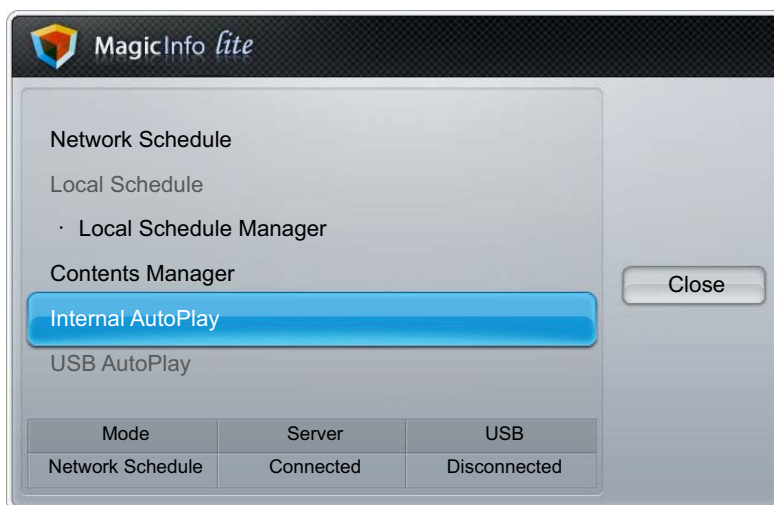 MagicInfo lite
Network Schedule
Local Schedule
· Local Schedule Manager
Contents Manager
Close
Internal AutoPlay
USB AutoPlay
Mode Server USB
Network Schedule Connected Disconnected